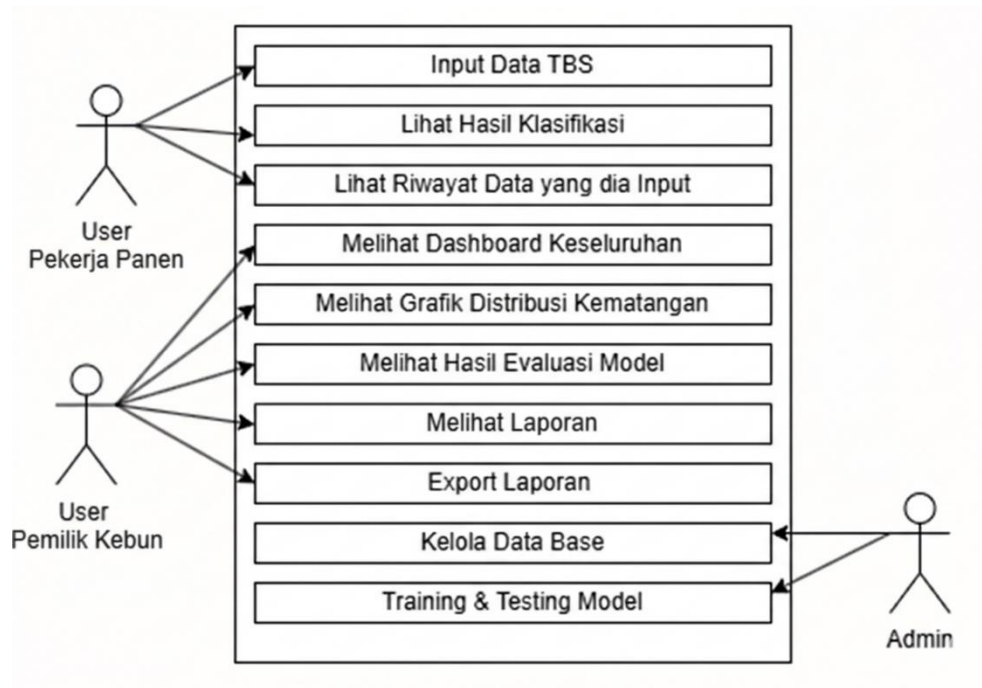 Input Data TBS
Lihat Hasil Klasifikasi
Lihat Riwayat Data yang dia Input
User
Pekerja Panen
Melihat Dashboard Keseluruhan
Melihat Grafik Distribusi Kematangan
Melihat Hasil Evaluasi Model
Melihat Laporan
Export Laporan
User
Pemilik Kebun
Kelola Data Base
Training & Testing Model
Admin